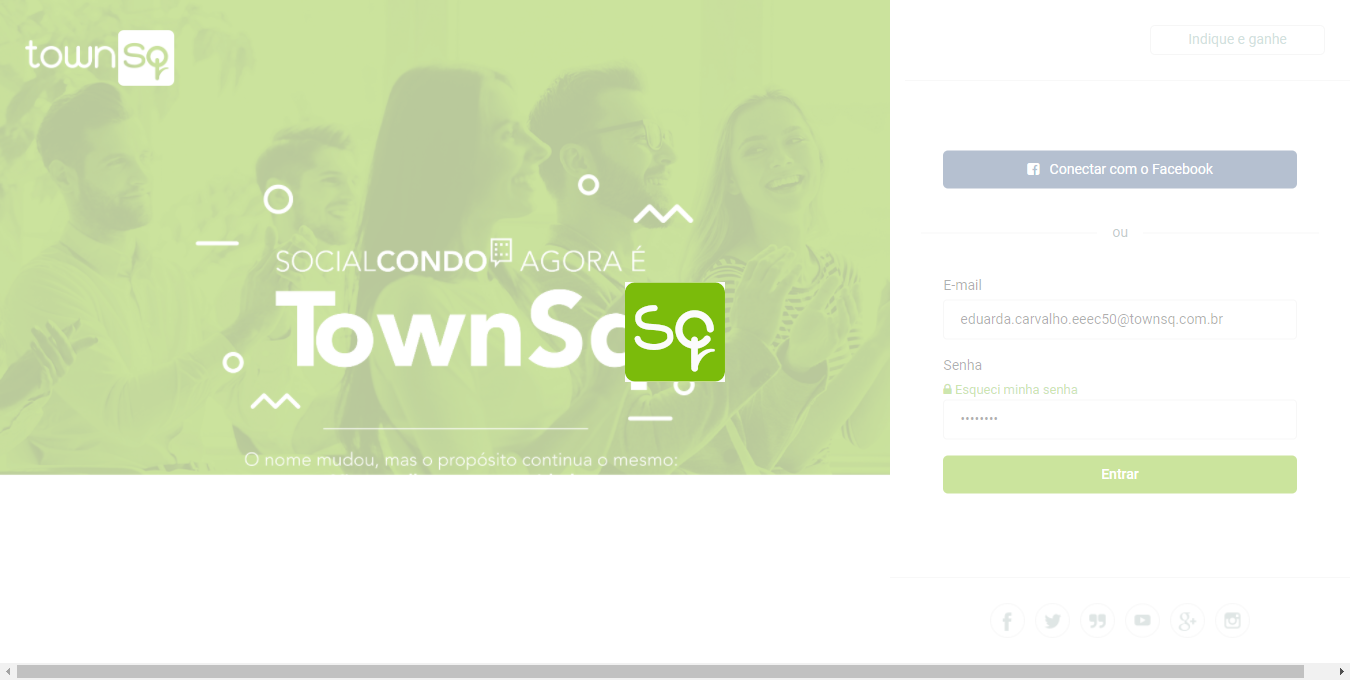 townSq
Indique e ganhe
Conectar com o Facebook
ou
SOCIALCONDO AGORA É
TownSq
Sq
E-mail
eduarda.carvalho.eeec50@townsq.com.br
Senha
Esqueci minha senha
••••••••
Entrar
O nome mudou, mas o propósito continua o mesmo: